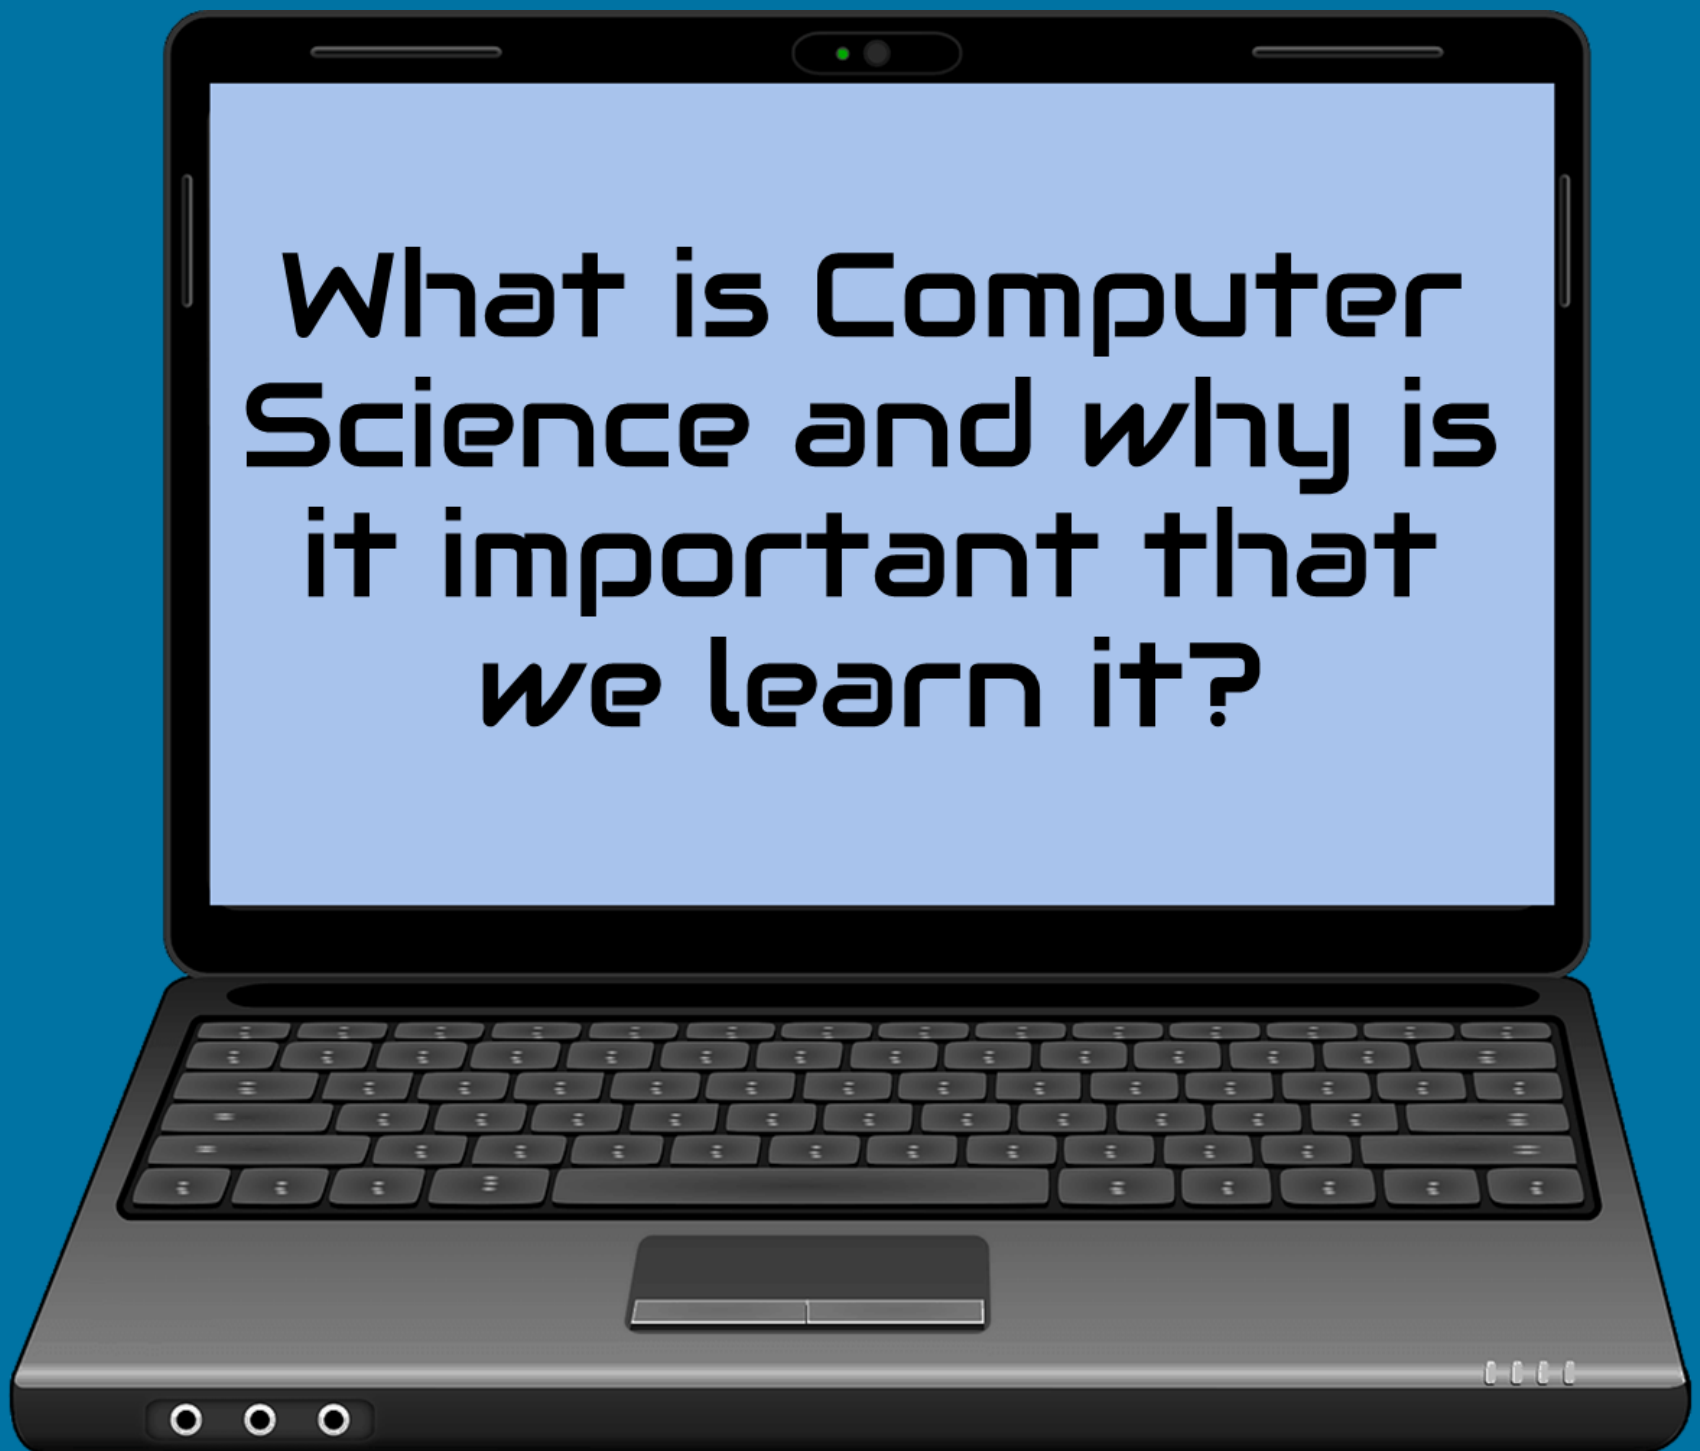 What is Computer
Science and why is
it important that
we learn it?